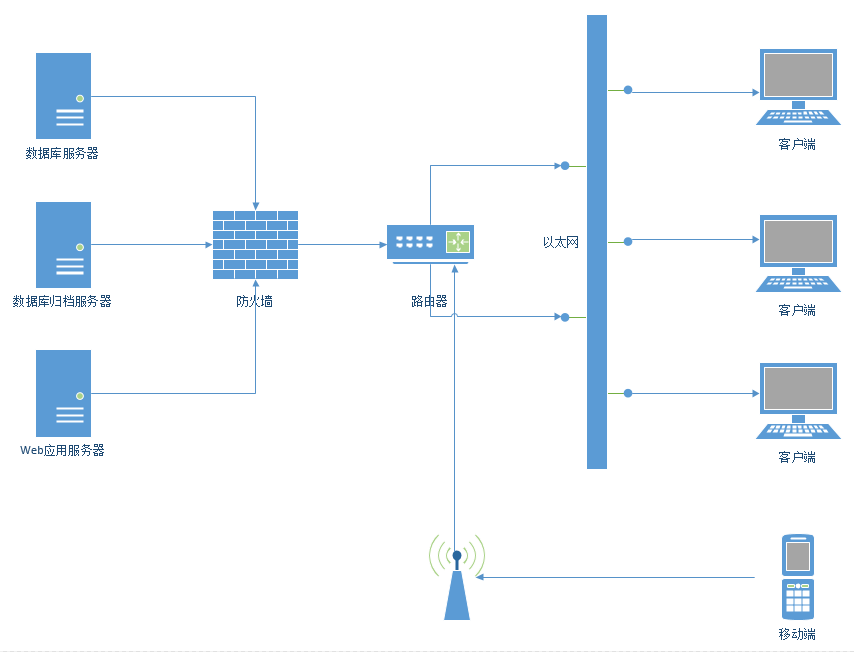 数据库服务器
客户端
以太网
数据库归档服务器
防火墙
路由器
客户端
Web应用服务器
客户端
移动端